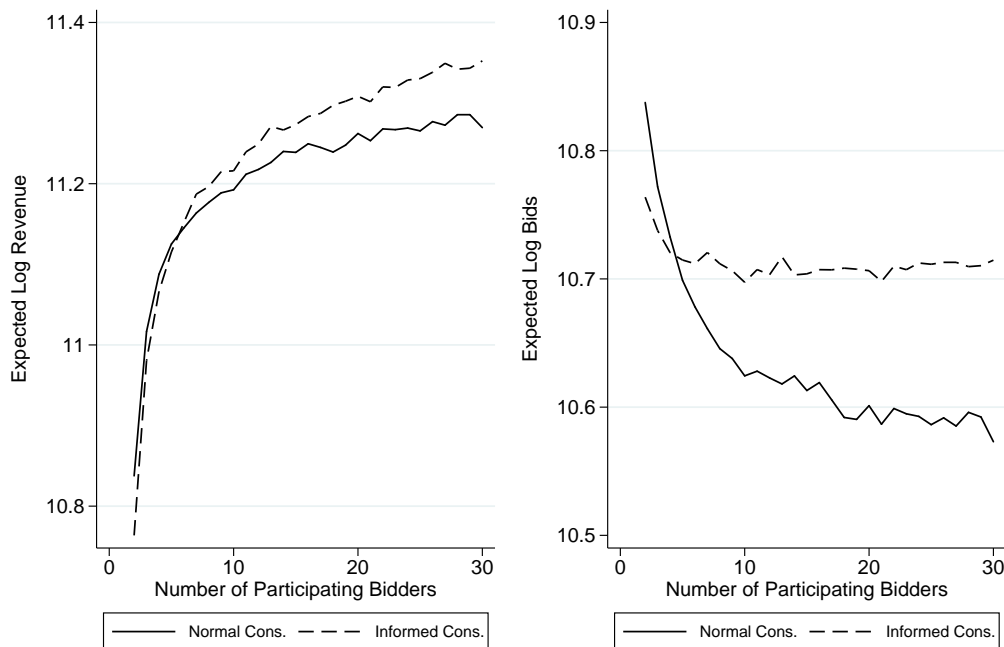 Expected Log Revenue
11.4
11.2
11
10.8
0 10 20 30
Number of Participating Bidders
Normal Cons. Informed Cons.
Expected Log Bids
10.9
10.8
10.7
10.6
10.5
0 10 20 30
Number of Participating Bidders
Normal Cons. Informed Cons.